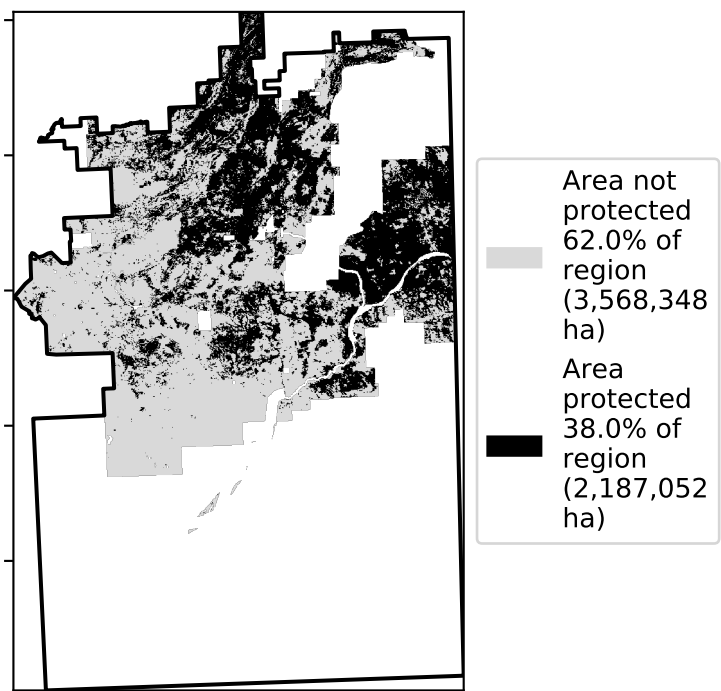 Area not
protected
62.0% of
region
(3,568,348
ha)
Area
protected
38.0% of
region
(2,187,052
ha)